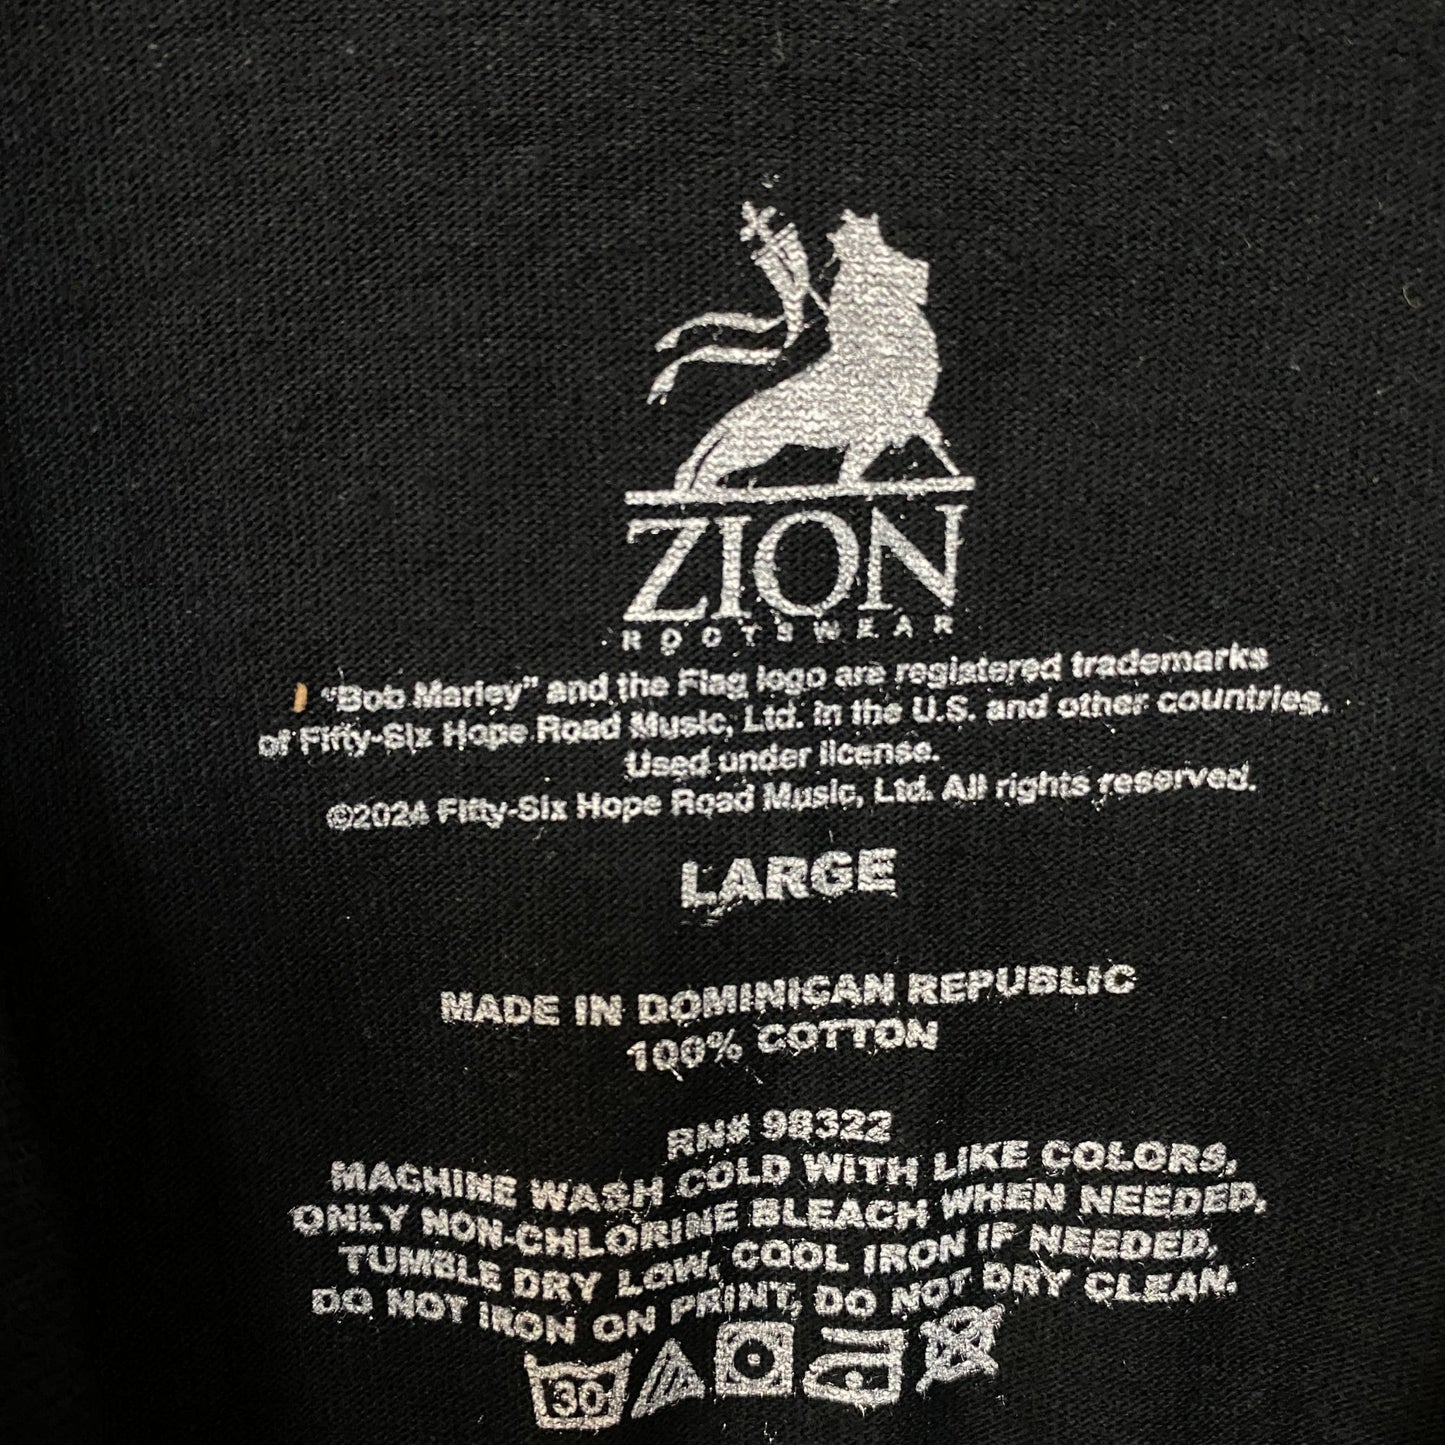 ZION
ROOTSWEAR
“Bob Marley” and the Flag logo are registered trademarks
of Fifty-Six Hope Road Music, Ltd. in the U.S. and other countries.
Used under license.
©2024 Fifty-Six Hope Road Music, Ltd. All rights reserved.
LARGE
MADE IN DOMINICAN REPUBLIC
100% COTTON
RN# 98322
MACHINE WASH COLD WITH LIKE COLORS,
ONLY NON-CHLORINE BLEACH WHEN NEEDED,
TUMBLE DRY LOW, COOL IRON IF NEEDED,
DO NOT IRON ON PRINT, DO NOT DRY CLEAN.
30